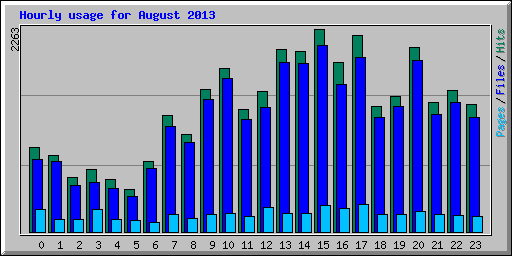 Hourly usage for August 2013
2263
Pages / Files / Hits
0 1 2 3 4 5 6 7 8 9 10 11 12 13 14 15 16 17 18 19 20 21 22 23